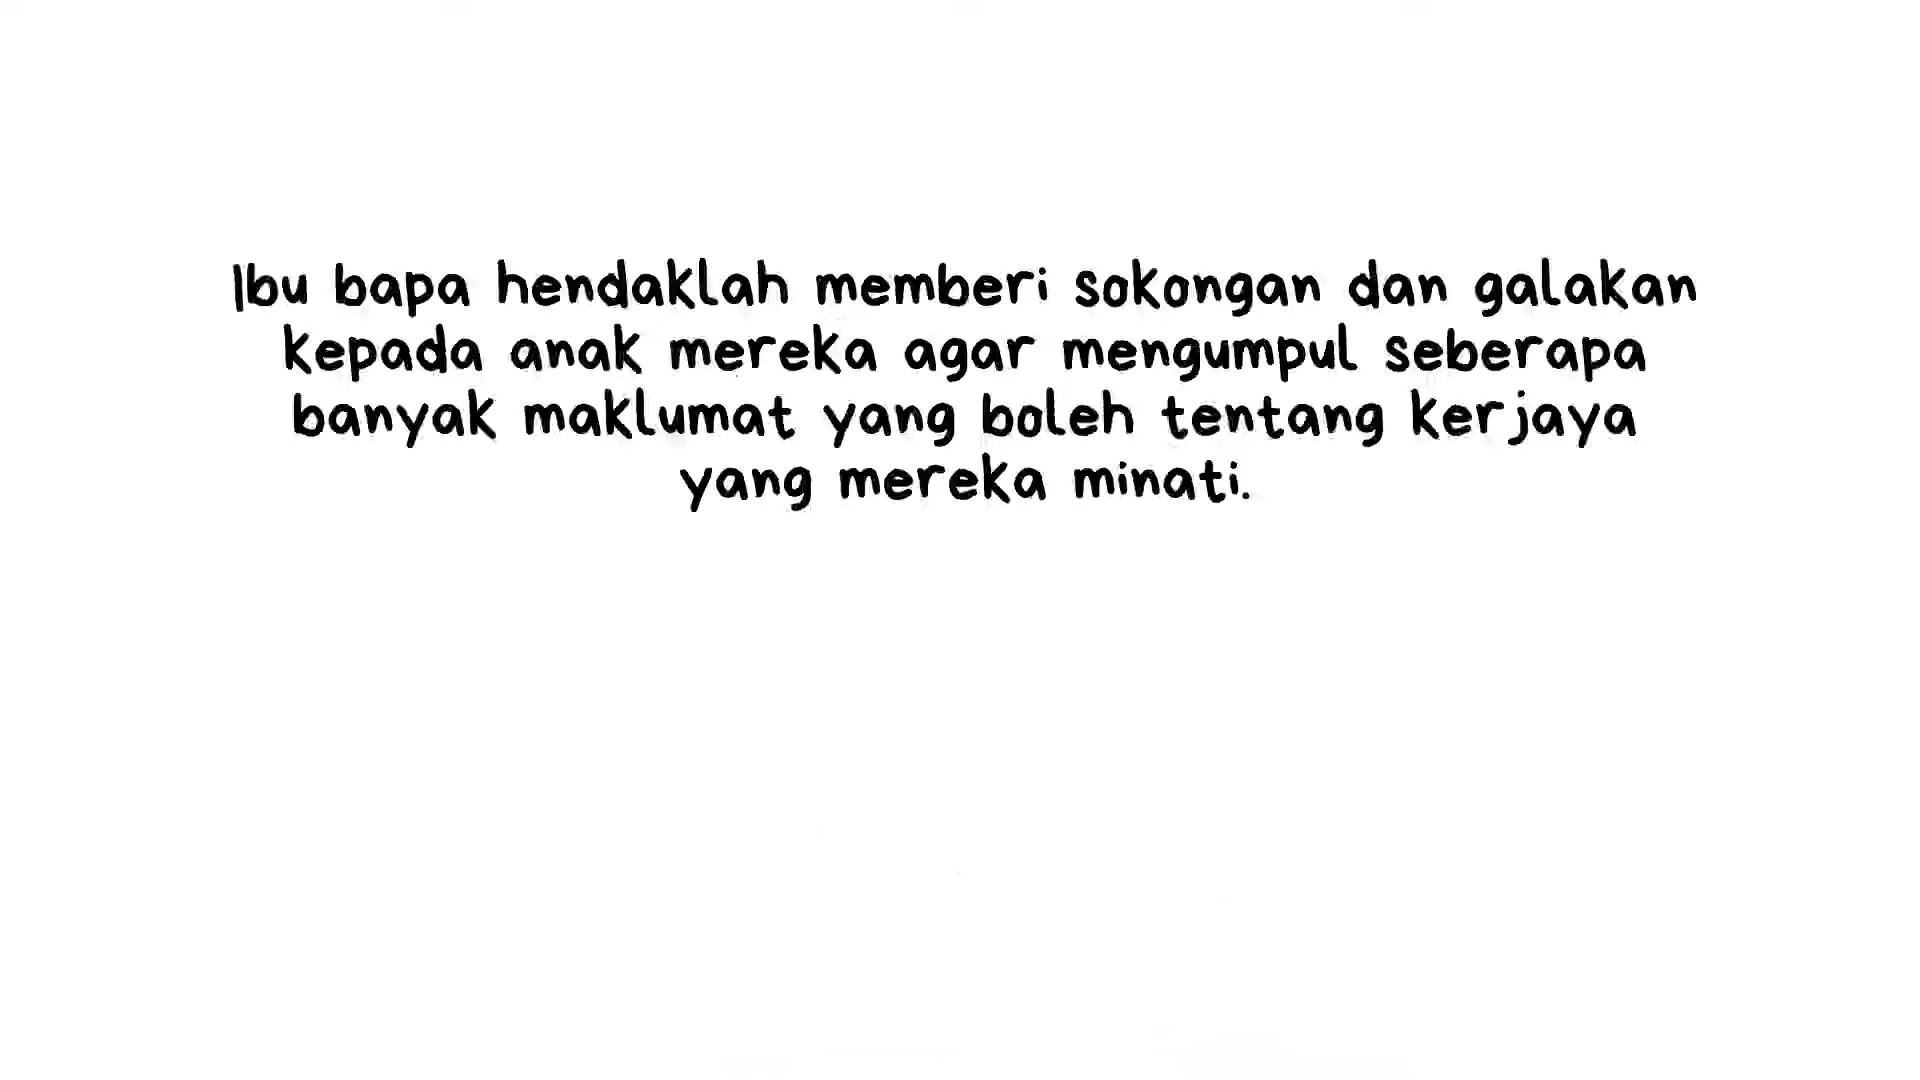 Ibu bapa hendaklah memberi sokongan dan galakan
kepada anak mereka agar mengumpul seberapa
banyak maklumat yang boleh tentang kerjaya
yang mereka minati.